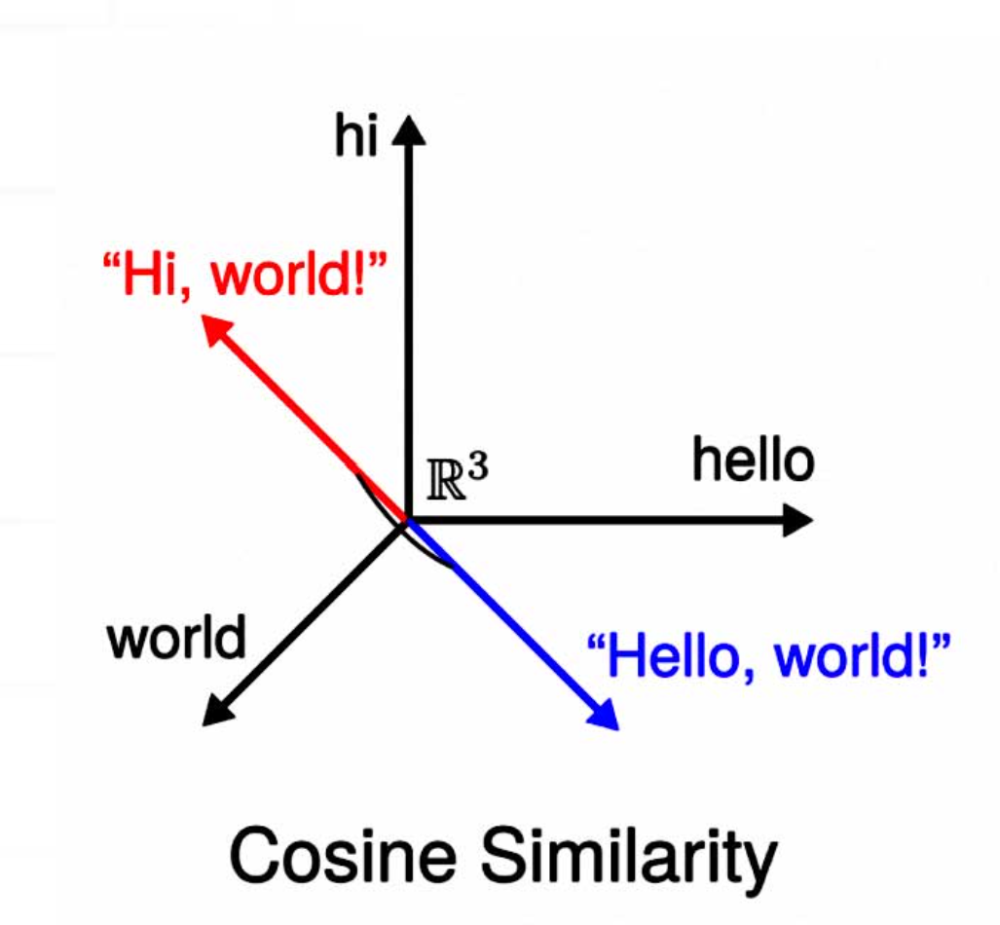 hi
“Hi, world!”
ℝ³
hello
world
“Hello, world!”
Cosine Similarity